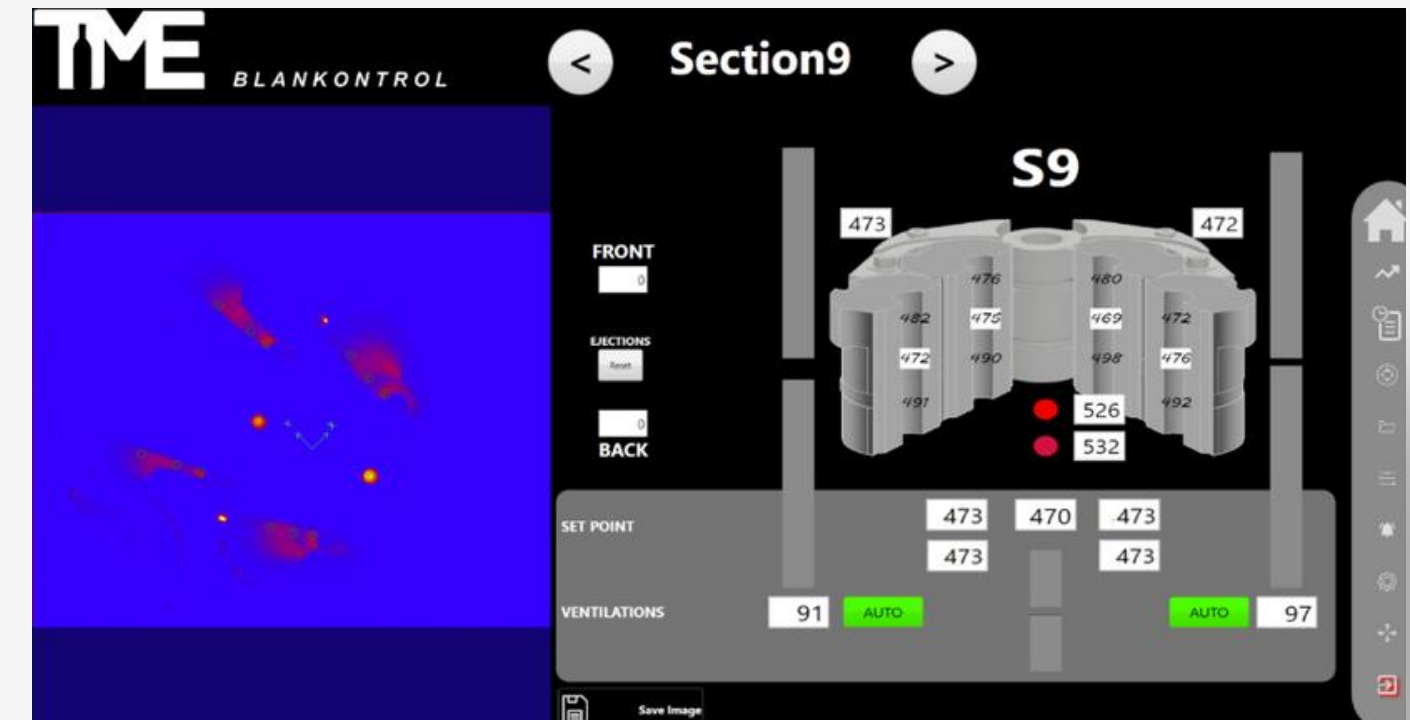 TME BLANKONTROL
< Section9 >
S9
473 472
FRONT
0
476 480
482 475 469 472
EJECTIONS
Reset
472 490 498 476
491 492
526
0
BACK
532
SET POINT
473 470 473
473 473
VENTILATIONS
91 AUTO AUTO 97
Save Image